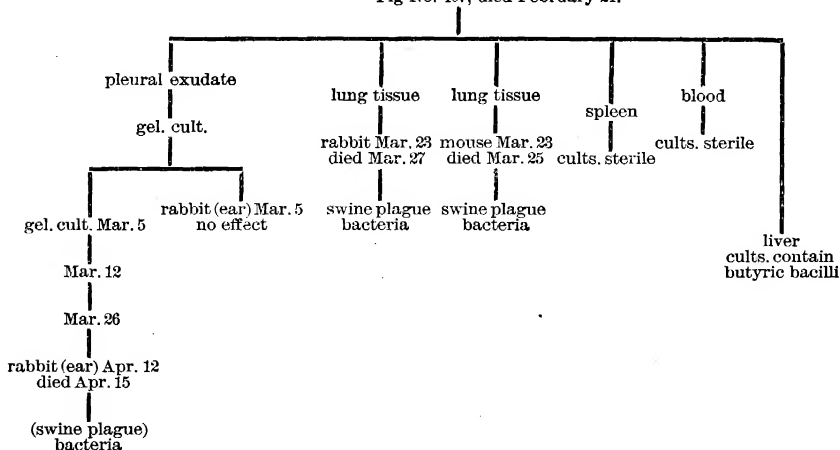 died February 21.
pleural exudate
gel. cult.
lung tissue
rabbit Mar. 23
died Mar. 27
swine plague
bacteria
lung tissue
mouse Mar. 23
died Mar. 25
swine plague
bacteria
spleen
cults. sterile
blood
cults. sterile
liver
cults. contain
butyric bacilli
gel. cult. Mar. 5
Mar. 12
Mar. 26
rabbit (ear) Apr. 12
died Apr. 15
(swine plague)
bacteria
rabbit (ear) Mar. 5
no effect